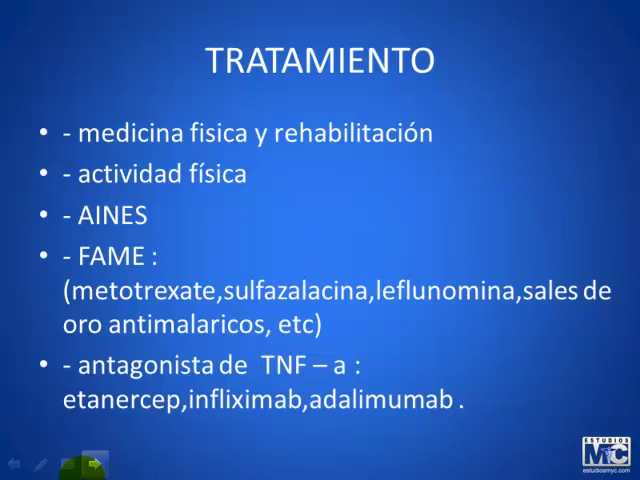 TRATAMIENTO
• - medicina fisica y rehabilitación
• - actividad física
• - AINES
• - FAME :
(metotrexate,sulfazalacina,leflunomina,sales de
oro antimalaricos, etc)
• - antagonista de TNF – a :
etanercep,infliximab,adalimumab .
ESTUDIOS
MyC
estudiosmyc.com